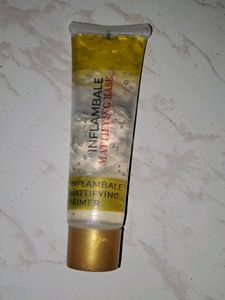 INFLAMBALE
MATTIFYING BASE
INFLAMBALE
MATTIFYING
PRIMER